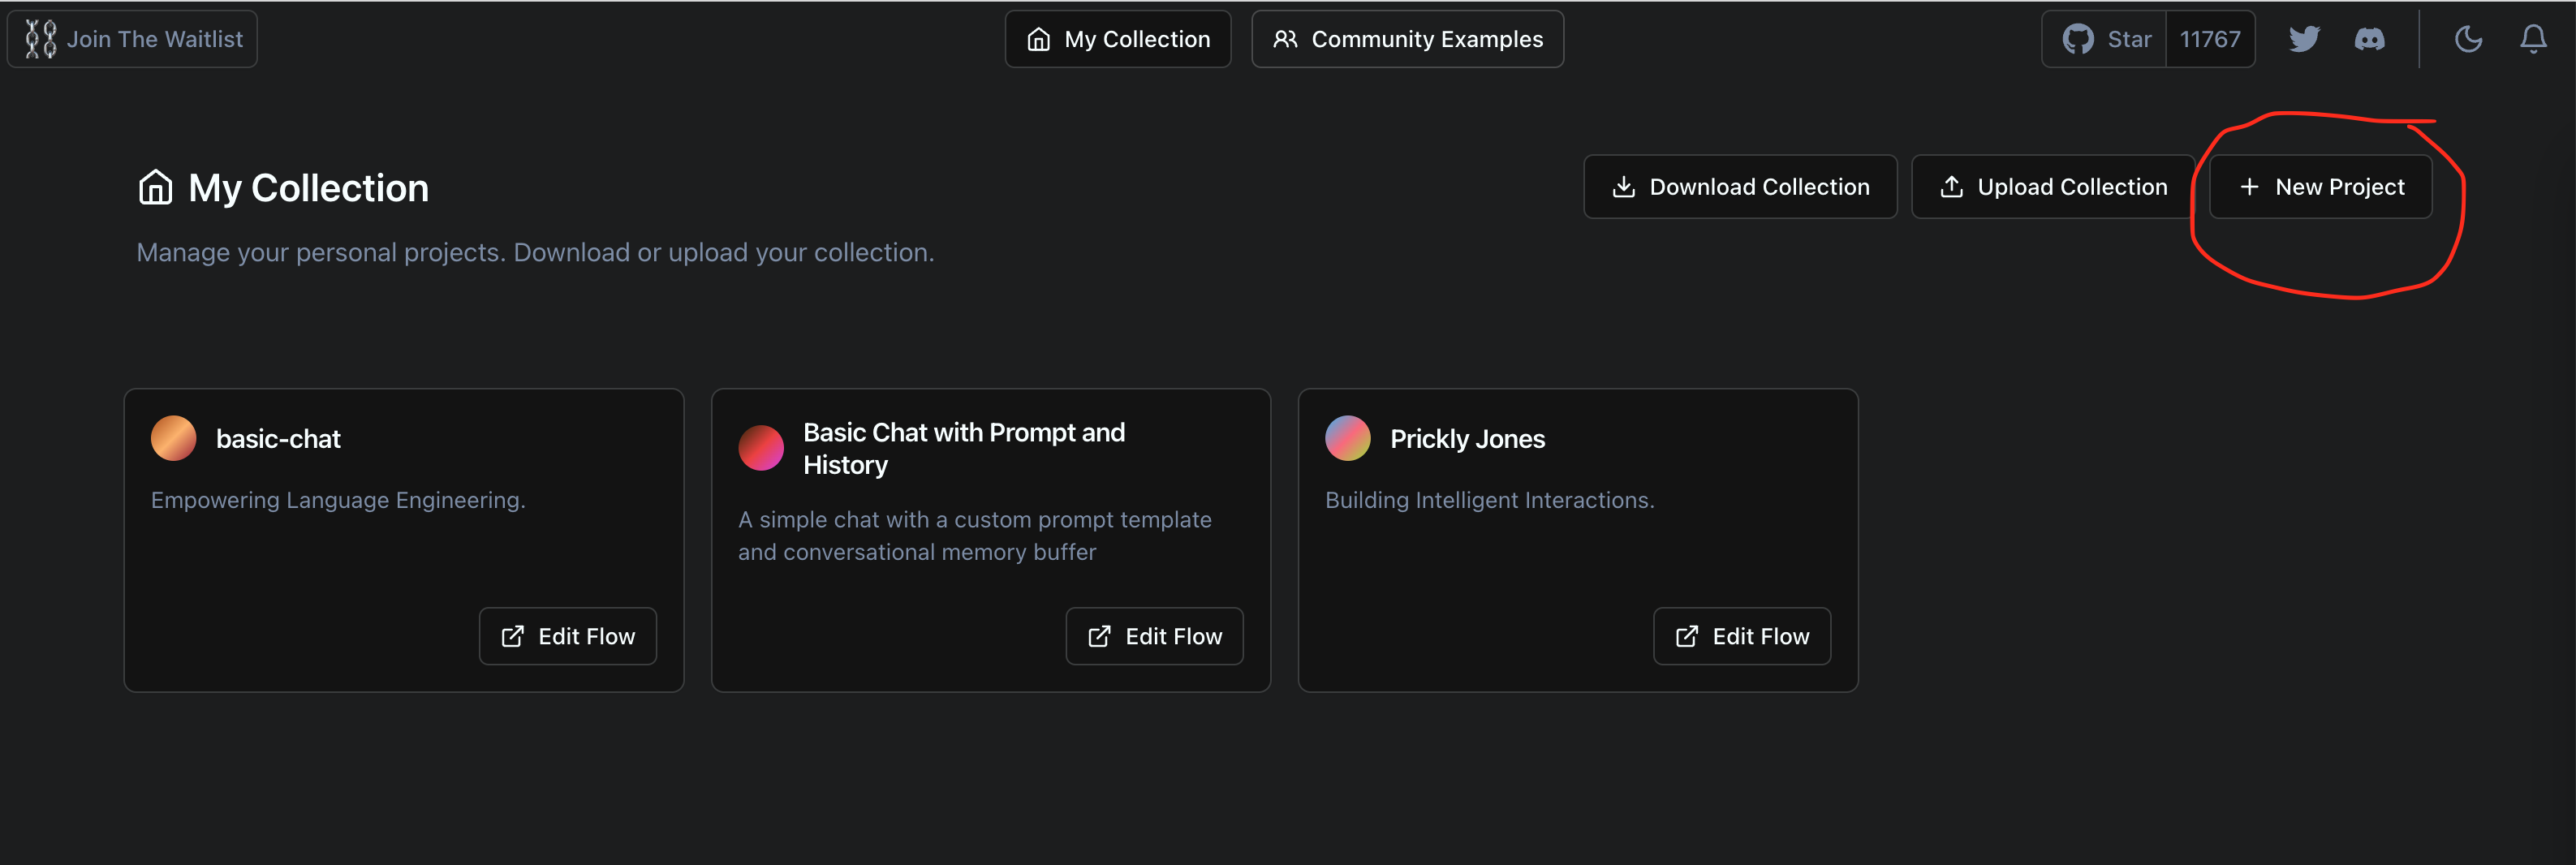 Join The Waitlist
My Collection
Community Examples
Star
11767
My Collection
Download Collection
Upload Collection
New Project
Manage your personal projects. Download or upload your collection.
basic-chat
Empowering Language Engineering.
Edit Flow
Basic Chat with Prompt and
History
A simple chat with a custom prompt template
and conversational memory buffer
Edit Flow
Prickly Jones
Building Intelligent Interactions.
Edit Flow